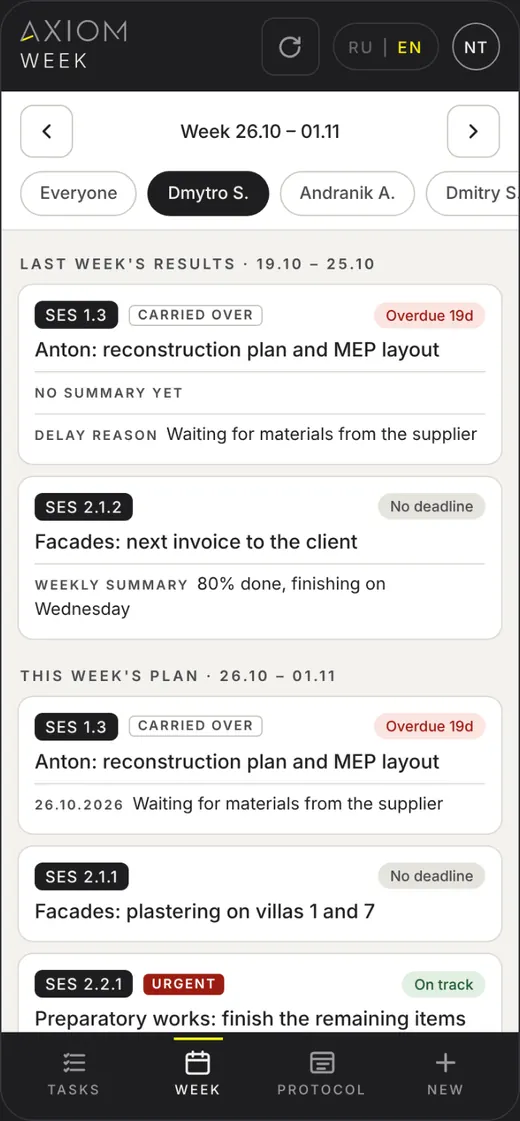 AXIOM
WEEK
RU | EN
NT
Week 26.10 – 01.11
Everyone
Dmytro S.
Andranik A.
Dmitry S.
LAST WEEK'S RESULTS · 19.10 – 25.10
SES 1.3
CARRIED OVER
Overdue 19d
Anton: reconstruction plan and MEP layout
NO SUMMARY YET
DELAY REASON Waiting for materials from the supplier
SES 2.1.2
No deadline
Facades: next invoice to the client
WEEKLY SUMMARY 80% done, finishing on
Wednesday
THIS WEEK'S PLAN · 26.10 – 01.11
SES 1.3
CARRIED OVER
Overdue 19d
Anton: reconstruction plan and MEP layout
26.10.2026 Waiting for materials from the supplier
SES 2.1.1
No deadline
Facades: plastering on villas 1 and 7
SES 2.2.1
URGENT
On track
Preparatory works: finish the remaining items
TASKS
WEEK
PROTOCOL
NEW